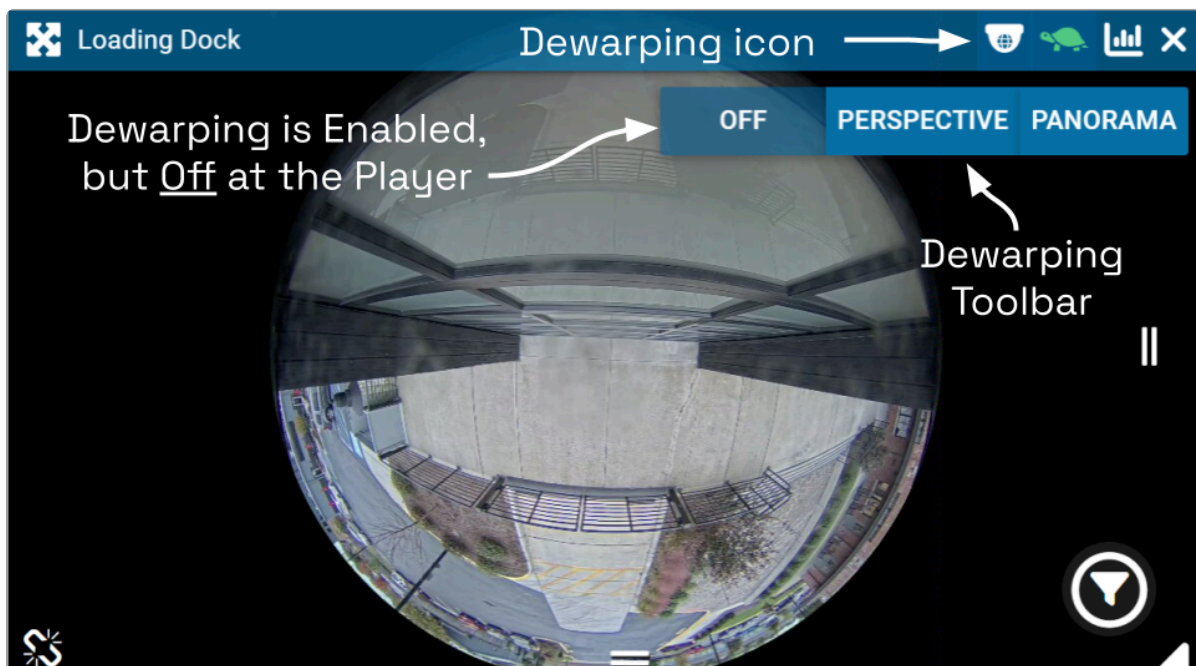 Loading Dock
Dewarping icon
Dewarping is Enabled,
but Off at the Player
OFF
PERSPECTIVE
PANORAMA
Dewarping
Toolbar